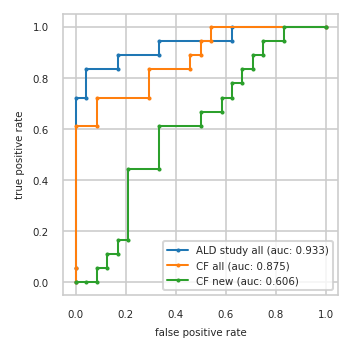 true positive rate
1.0
0.8
0.6
0.4
0.2
0.0
ALD study all (auc: 0.933)
CF all (auc: 0.875)
CF new (auc: 0.606)
0.0 0.2 0.4 0.6 0.8 1.0
false positive rate